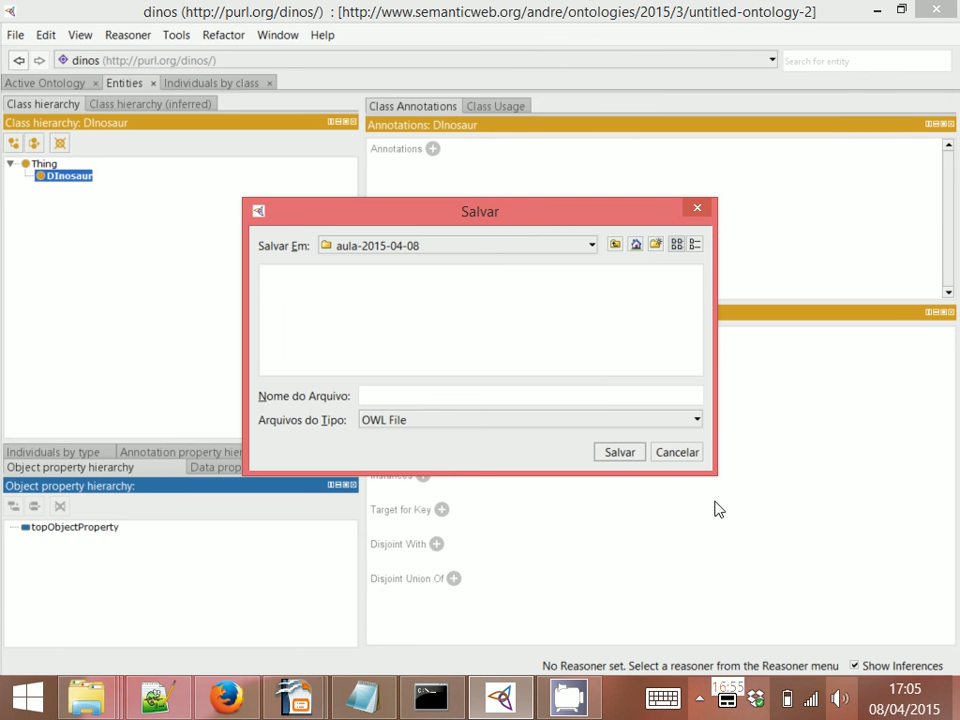 dinos (http://purl.org/dinos/) : [http://www.semanticweb.org/andre/ontologies/2015/3/untitled-ontology-2]
File Edit View Reasoner Tools Refactor Window Help
dinos (http://purl.org/dinos/)
Search for entity
Active Ontology × Entities × Individuals by class ×
Class hierarchy Class hierarchy (inferred)
Class hierarchy: DInosaur
Thing
DInosaur
Class Annotations Class Usage
Annotations: DInosaur
Annotations
Salvar
Salvar Em: aula-2015-04-08
Nome do Arquivo:
Arquivos do Tipo: OWL File
Salvar Cancelar
Individuals by type Annotation property hier
Object property hierarchy Data prop
Object property hierarchy:
topObjectProperty
Instances
Target for Key
Disjoint With
Disjoint Union Of
No Reasoner set. Select a reasoner from the Reasoner menu Show Inferences
16:55
17:05
08/04/2015